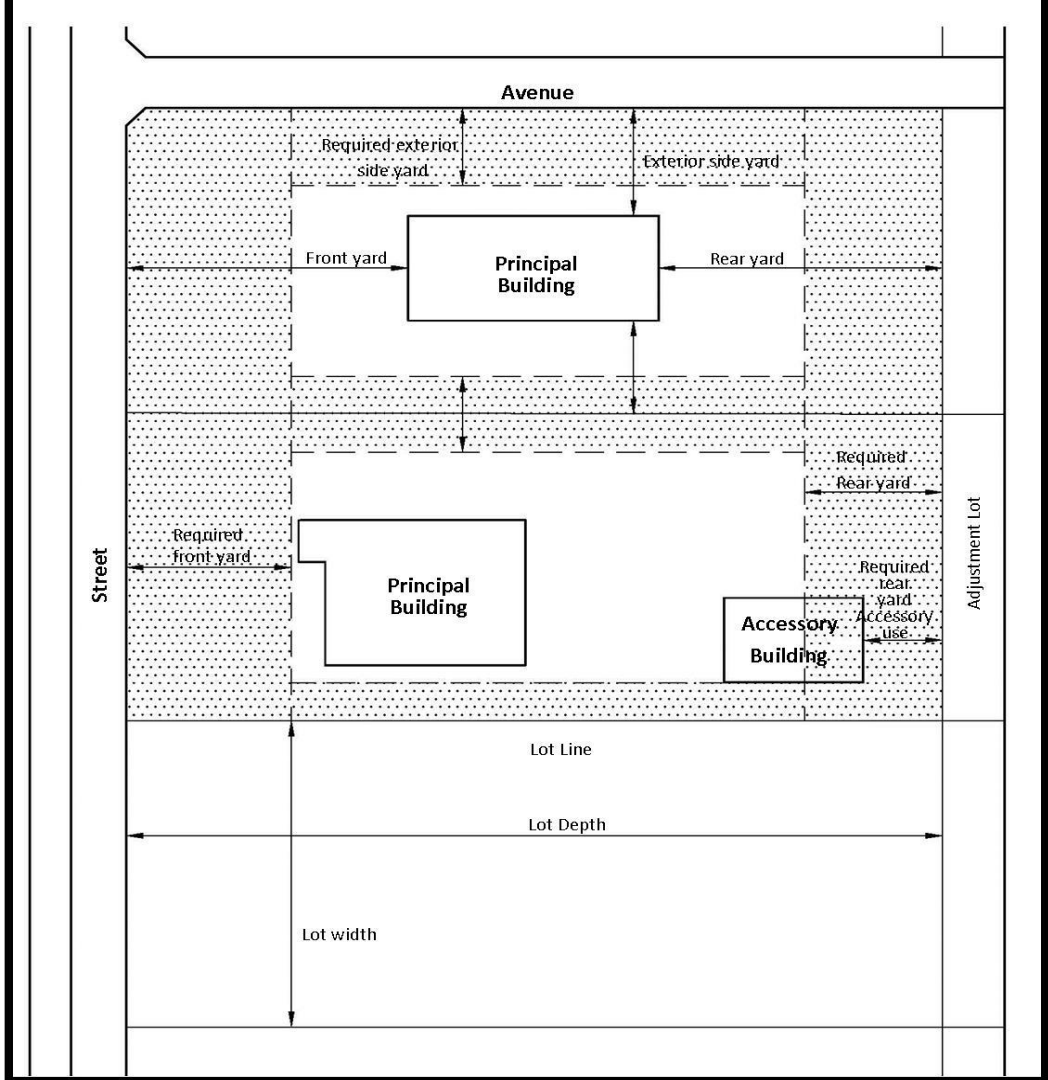 Avenue
Required exterior
side yard
Exterior side yard
Front yard
Principal
Building
Rear yard
Required
Rear yard
Adjustment Lot
Street
Required
front yard
Principal
Building
Required
rear
yard
Accessory
use
Accessory
Building
Lot Line
Lot Depth
Lot width